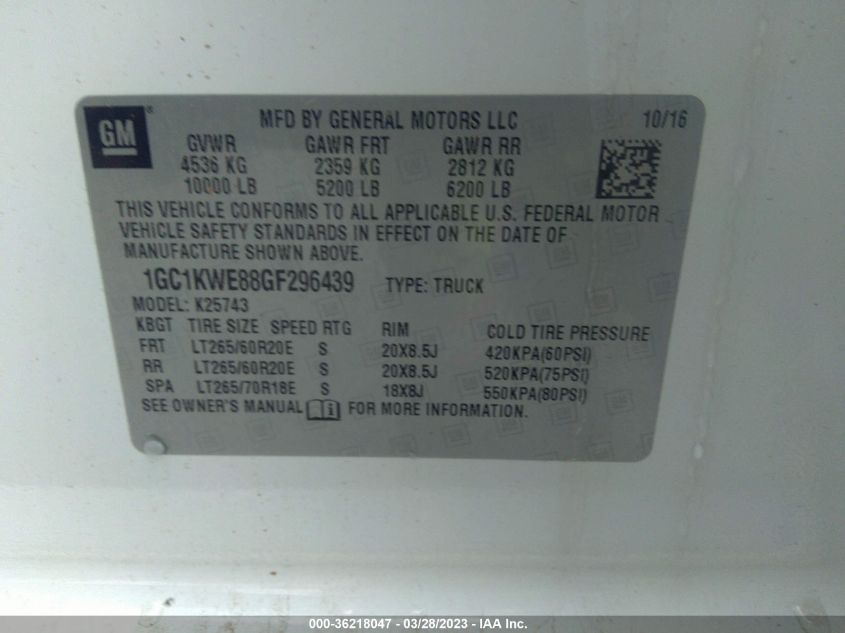 GM®
MFD BY GENERAL MOTORS LLC 10/16
GVWR GAWR FRT GAWR RR
4536 KG 2359 KG 2812 KG
10000 LB 5200 LB 6200 LB
THIS VEHICLE CONFORMS TO ALL APPLICABLE U.S. FEDERAL MOTOR
VEHICLE SAFETY STANDARDS IN EFFECT ON THE DATE OF
MANUFACTURE SHOWN ABOVE.
1GC1KWE88GF296439 TYPE: TRUCK
MODEL: K25743
KBGT TIRE SIZE SPEED RTG RIM COLD TIRE PRESSURE
FRT LT265/60R20E S 20X8.5J 420KPA(60PSI)
RR LT265/60R20E S 20X8.5J 520KPA(75PSI)
SPA LT265/70R18E S 18X8J 550KPA(80PSI)
SEE OWNER'S MANUAL FOR MORE INFORMATION.
000-36218047 - 03/28/2023 - IAA Inc.